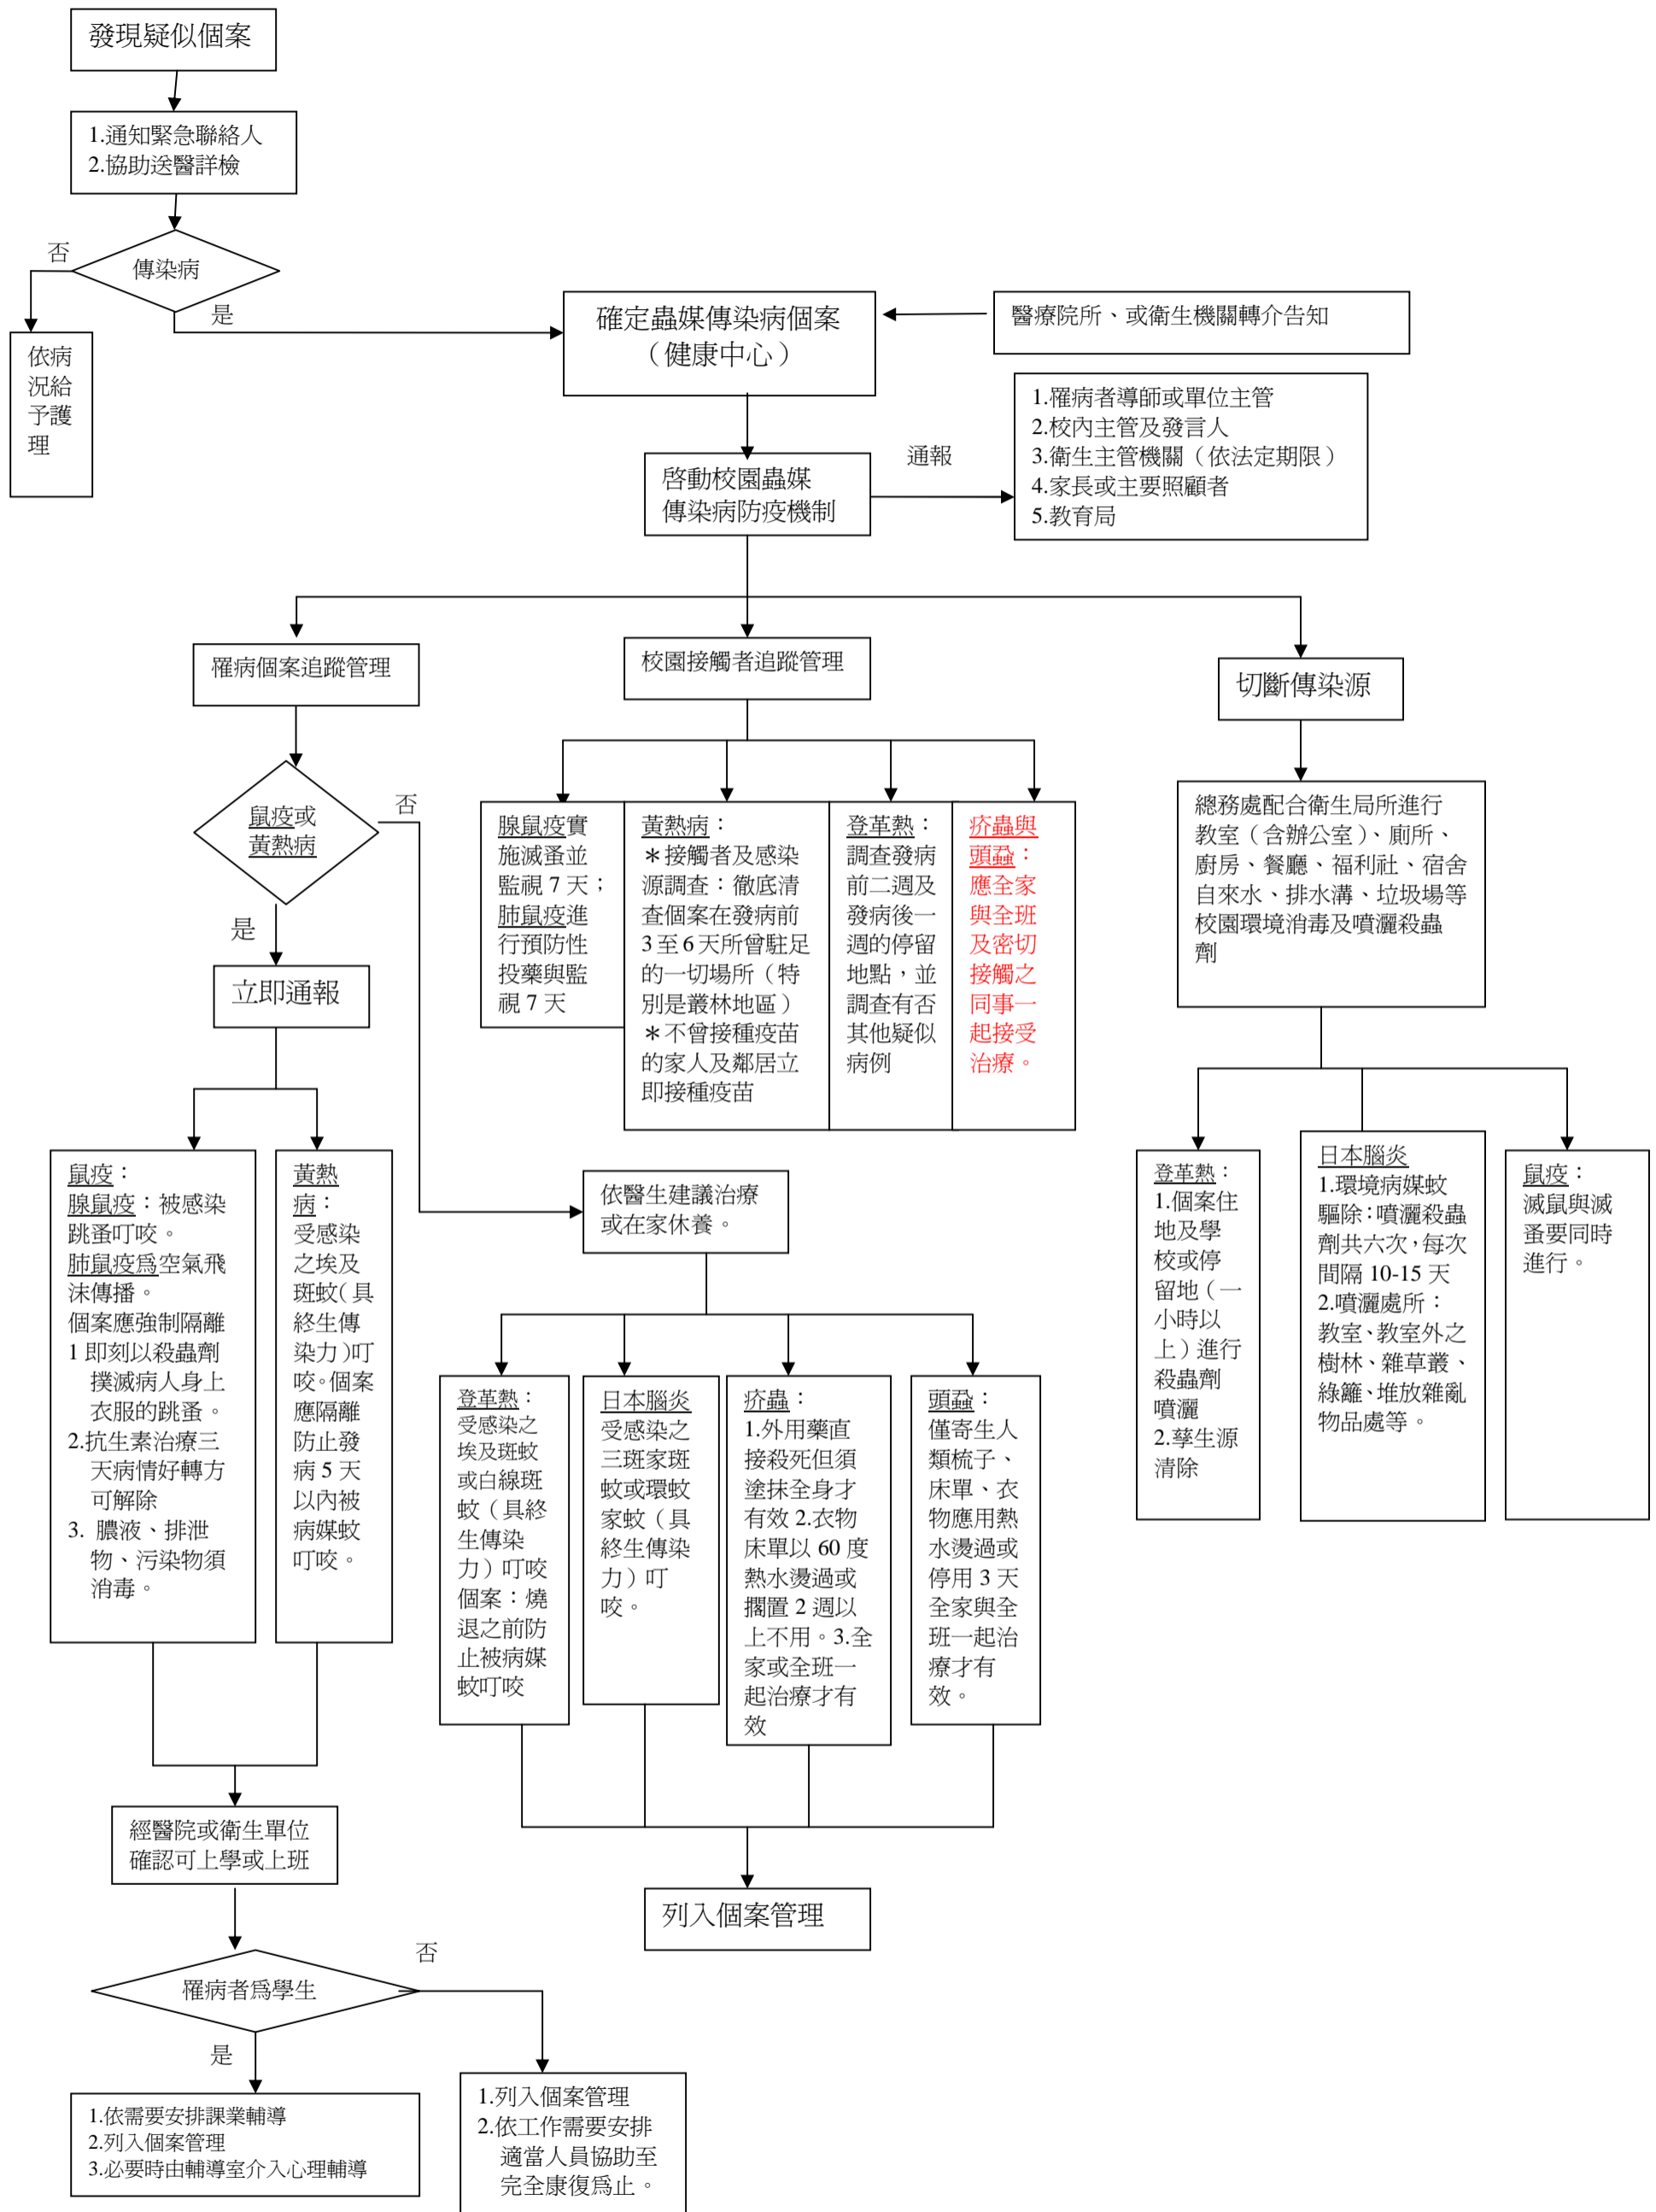 發現疑似個案
1.通知緊急聯絡人
2.協助送醫詳檢
否
傳染病
是
依病
況給
予護
理
確定蟲媒傳染病個案
（健康中心）
醫療院所、或衛生機關轉介告知
1.罹病者導師或單位主管
2.校內主管及發言人
3.衛生主管機關（依法定期限）
4.家長或主要照顧者
5.教育局
通報
啓動校園蟲媒
傳染病防疫機制
罹病個案追蹤管理
校園接觸者追蹤管理
切斷傳染源
鼠疫或
黃熱病
否
是
立即通報
腺鼠疫實
施滅蚤並
監視 7 天；
肺鼠疫進
行預防性
投藥與監
視 7 天
黃熱病：
＊接觸者及感染
源調查：徹底清
查個案在發病前
3 至 6 天所曾駐足
的一切場所（特
別是叢林地區）
＊不曾接種疫苗
的家人及鄰居立
即接種疫苗
登革熱：
調查發病
前二週及
發病後一
週的停留
地點，並
調查有否
其他疑似
病例
疥蟲與
頭蝨：
應全家
與全班
及密切
接觸之
同事一
起接受
治療。
總務處配合衛生局所進行
教室（含辦公室）、廁所、
廚房、餐廳、福利社、宿舍
自來水、排水溝、垃圾場等
校園環境消毒及噴灑殺蟲
劑
鼠疫：
腺鼠疫：被感染
跳蚤叮咬。
肺鼠疫爲空氣飛
沫傳播。
個案應強制隔離
1 即刻以殺蟲劑
撲滅病人身上
衣服的跳蚤。
2.抗生素治療三
天病情好轉方
可解除
3. 膿液、排泄
物、污染物須
消毒。
黃熱
病：
受感染
之埃及
斑蚊（具
終生傳
染力）叮
咬。個案
應隔離
防止發
病 5 天
以內被
病媒蚊
叮咬。
依醫生建議治療
或在家休養。
登革熱：
受感染之
埃及斑蚊
或白線斑
蚊（具終
生傳染
力）叮咬
個案：燒
退之前防
止被病媒
蚊叮咬
日本腦炎
受感染之
三斑家斑
蚊或環蚊
家蚊（具
終生傳染
力）叮
咬。
疥蟲：
1.外用藥直
接殺死但須
塗抹全身才
有效 2.衣物
床單以 60 度
熱水燙過或
擱置 2 週以
上不用。3.全
家或全班一
起治療才有
效
頭蝨：
僅寄生人
類梳子、
床單、衣
物應用熱
水燙過或
停用 3 天
全家與全
班一起治
療才有
效。
登革熱：
1.個案住
地及學
校或停
留地（一
小時以
上）進行
殺蟲劑
噴灑
2.孳生源
清除
日本腦炎
1.環境病媒蚊
驅除：噴灑殺蟲
劑共六次，每次
間隔 10-15 天
2.噴灑處所：
教室、教室外之
樹林、雜草叢、
綠籬、堆放雜亂
物品處等。
鼠疫：
滅鼠與滅
蚤要同時
進行。
經醫院或衛生單位
確認可上學或上班
列入個案管理
罹病者爲學生
否
是
1.依需要安排課業輔導
2.列入個案管理
3.必要時由輔導室介入心理輔導
1.列入個案管理
2.依工作需要安排
適當人員協助至
完全康復爲止。